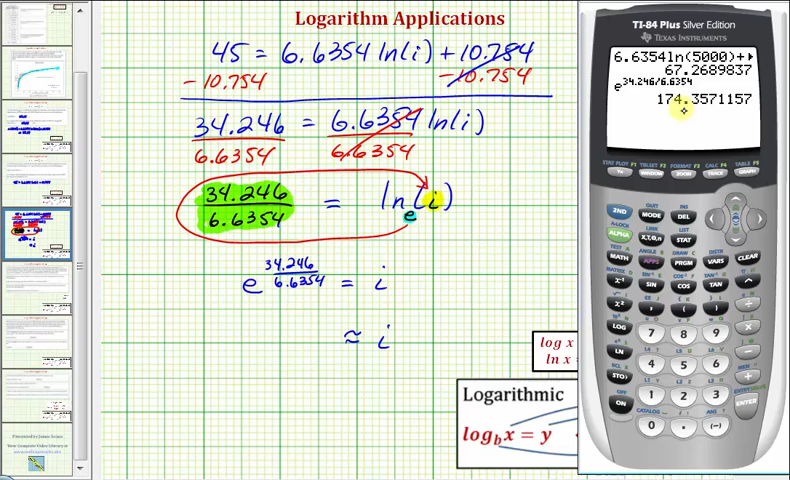 Logarithm Applications
45 = 6.6354 ln(i) + 10.754
-10.754 -10.754
34.246 = 6.6354 ln(i)
6.6354 6.6354
34.246 = ln(i)
6.6354 e
e^34.246/6.6354 = i
≈ i
log x
ln x
Logarithmic
log_b x = y
TI-84 Plus Silver Edition
TEXAS INSTRUMENTS
6.6354ln(5000)+
67.2689837
e^34.246/6.6354
174.3571157
STAT PLOT F1 TBLSET F2 FORMAT F3 CALC F4 TABLE F5
Y= WINDOW ZOOM TRACE GRAPH
2ND MODE DEL
ALPHA X,T,θ,n STAT
MATH APPS PRGM VARS CLEAR
x⁻¹ SIN COS TAN ^
x² , ( ) ÷
LOG 7 8 9 ×
LN 4 5 6 −
STO 1 2 3 +
ON 0 . (−) ENTER